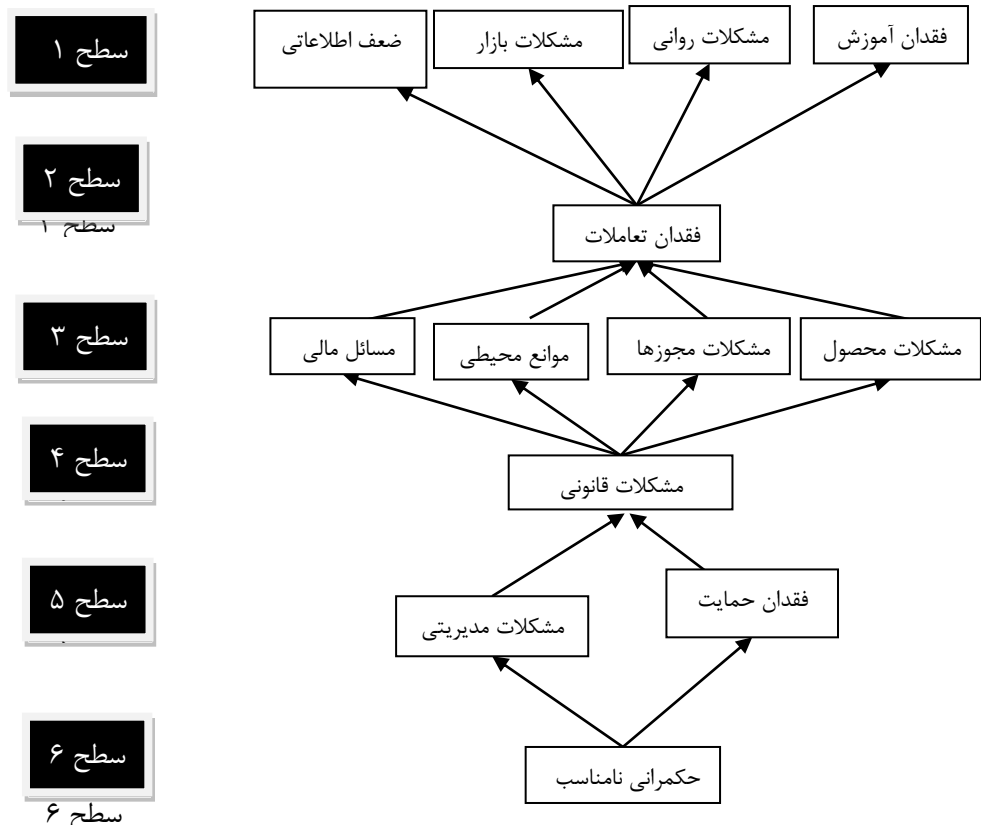 سطح ۱
فقدان آموزش
مشکلات روانی
مشکلات بازار
ضعف اطلاعاتی
سطح ۲
سطح ۱
فقدان تعاملات
سطح ۳
مشکلات محصول
مشکلات مجوزها
موانع محیطی
مسائل مالی
سطح ۴
مشکلات قانونی
سطح ۵
فقدان حمایت
مشکلات مدیریتی
سطح ۶
سطح ۶
حکمرانی نامناسب